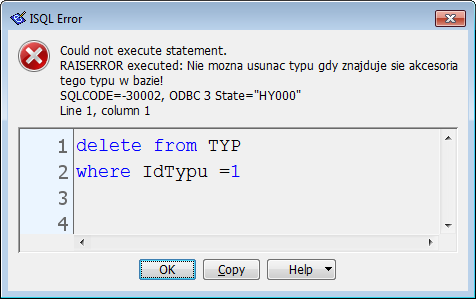 ISQL Error
Could not execute statement.
RAISERROR executed: Nie mozna usunac typu gdy znajduje sie akcesoria
tego typu w bazie!
SQLCODE=-30002, ODBC 3 State="HY000"
Line 1, column 1
1 delete from TYP
2 where IdTypu =1
3
4
OK Copy Help